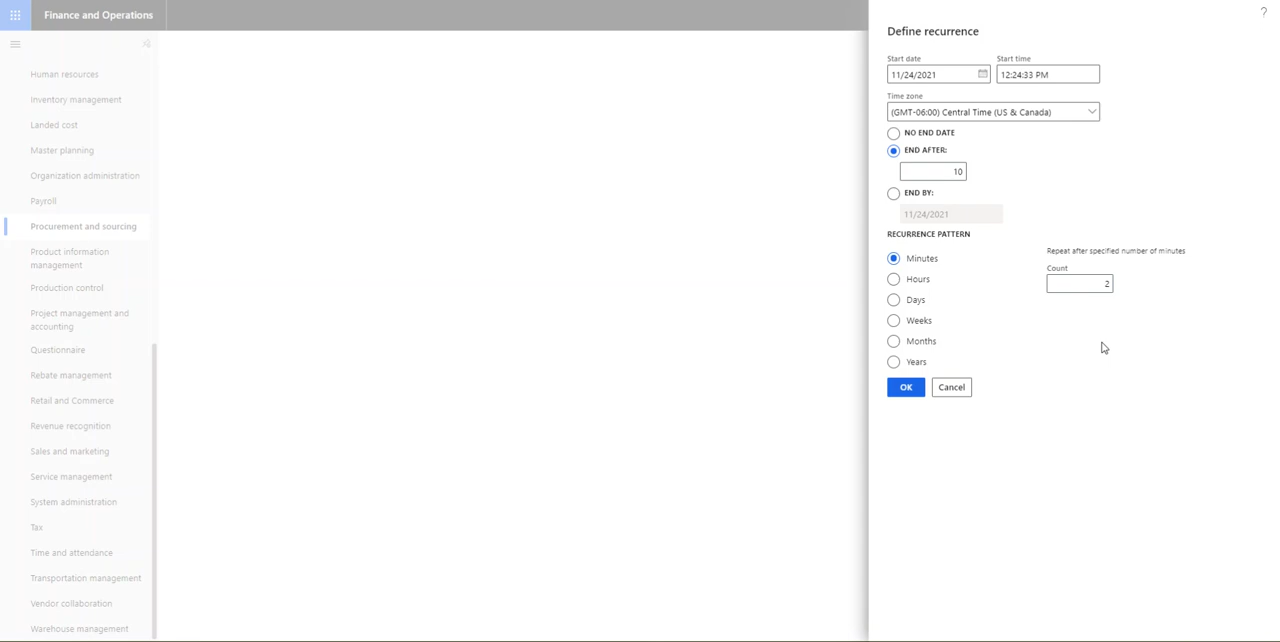 Finance and Operations
?
Define recurrence
Start date
Start time
11/24/2021
12:24:33 PM
Time zone
(GMT-06:00) Central Time (US & Canada)
NO END DATE
END AFTER:
10
END BY:
11/24/2021
RECURRENCE PATTERN
Minutes
Hours
Days
Weeks
Months
Years
Repeat after specified number of minutes
Count
2
OK
Cancel
Human resources
Inventory management
Landed cost
Master planning
Organization administration
Payroll
Procurement and sourcing
Product information
management
Production control
Project management and
accounting
Questionnaire
Rebate management
Retail and Commerce
Revenue recognition
Sales and marketing
Service management
System administration
Tax
Time and attendance
Transportation management
Vendor collaboration
Warehouse management